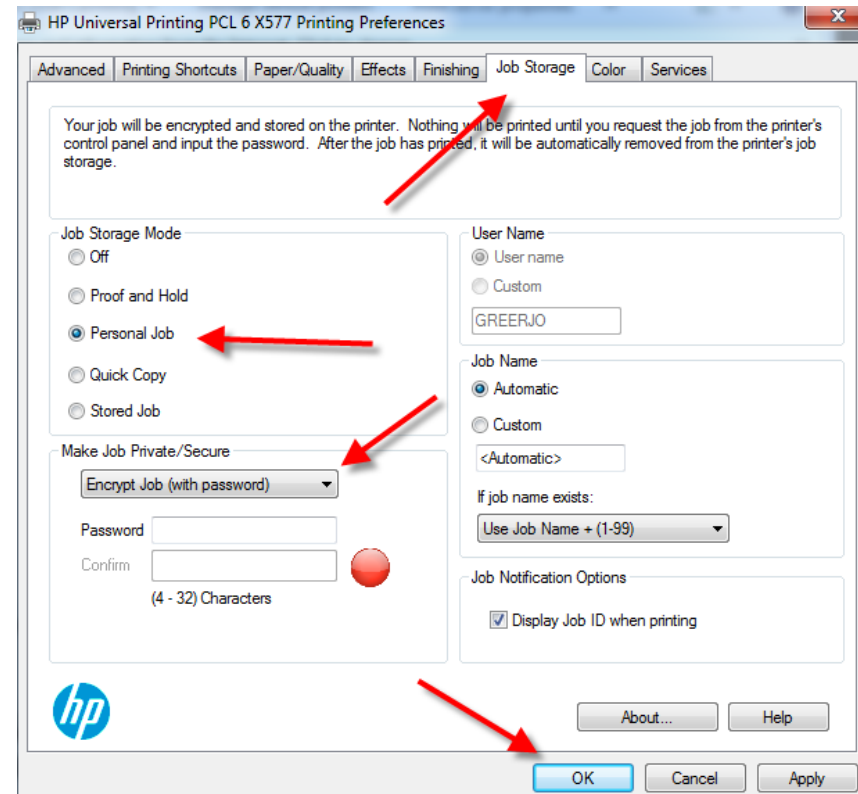 HP Universal Printing PCL 6 X577 Printing Preferences
Advanced Printing Shortcuts Paper/Quality Effects Finishing Job Storage Color Services
Your job will be encrypted and stored on the printer. Nothing will be printed until you request the job from the printer's
control panel and input the password. After the job has printed, it will be automatically removed from the printer's job
storage.
Job Storage Mode
Off
Proof and Hold
Personal Job
Quick Copy
Stored Job
Make Job Private/Secure
Encrypt Job (with password)
Password
Confirm
(4 - 32) Characters
User Name
User name
Custom
GREERJO
Job Name
Automatic
Custom
<Automatic>
If job name exists:
Use Job Name + (1-99)
Job Notification Options
Display Job ID when printing
hp
About... Help
OK Cancel Apply